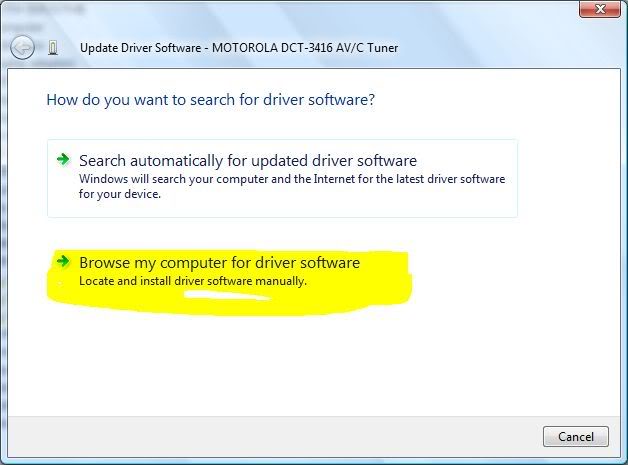 Update Driver Software - MOTOROLA DCT-3416 AV/C Tuner
How do you want to search for driver software?
Search automatically for updated driver software
Windows will search your computer and the Internet for the latest driver software
for your device.
Browse my computer for driver software
Locate and install driver software manually.
Cancel